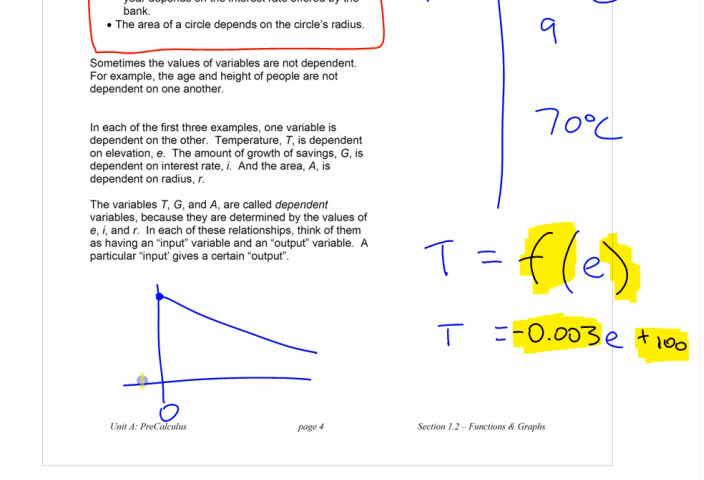 bank.
• The area of a circle depends on the circle's radius.
Sometimes the values of variables are not dependent.
For example, the age and height of people are not
dependent on one another.
In each of the first three examples, one variable is
dependent on the other. Temperature, T, is dependent
on elevation, e. The amount of growth of savings, G, is
dependent on interest rate, i. And the area, A, is
dependent on radius, r.
The variables T, G, and A, are called dependent
variables, because they are determined by the values of
e, i, and r. In each of these relationships, think of them
as having an "input" variable and an "output" variable. A
particular "input' gives a certain "output".
9
70°C
T = f(e)
T = -0.003e +100
0
Unit A: PreCalculus page 4 Section 1.2 – Functions & Graphs